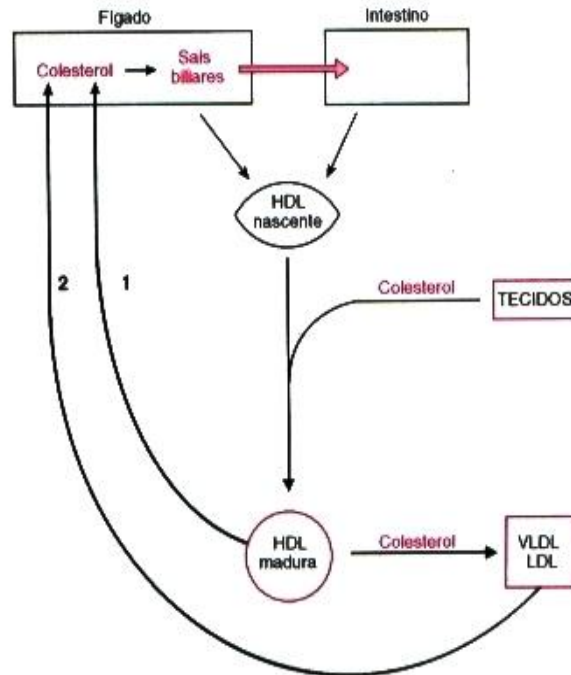 Fígado
Intestino
Colesterol
Sais
biliares
HDL
nascente
2
1
Colesterol
TECIDOS
HDL
madura
Colesterol
VLDL
LDL